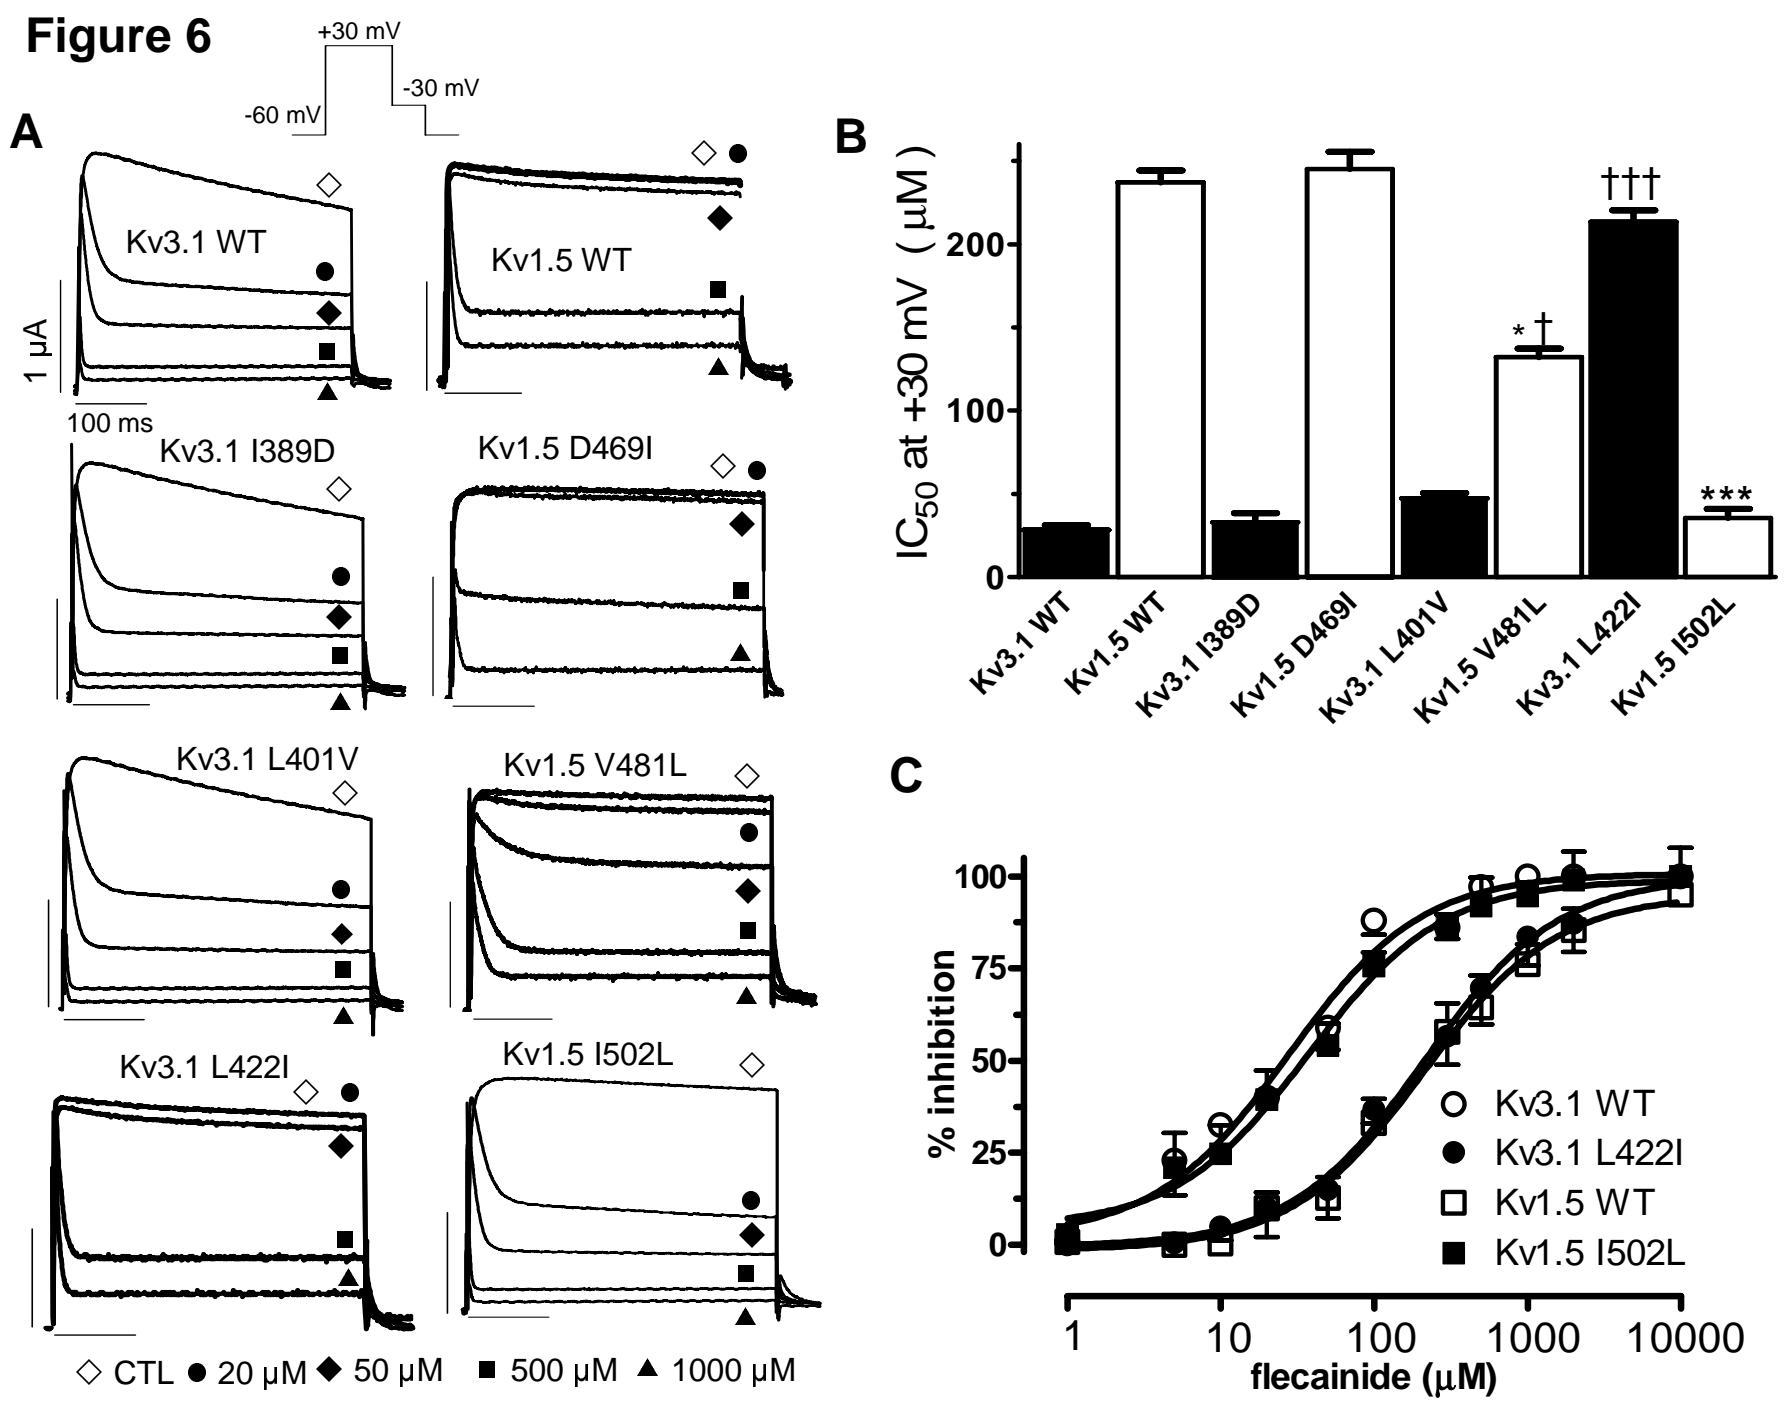 Figure 6
+30 mV
-30 mV
-60 mV
A
Kv3.1 WT
Kv1.5 WT
1 µA
100 ms
Kv3.1 I389D
Kv1.5 D469I
Kv3.1 L401V
Kv1.5 V481L
Kv3.1 L422I
Kv1.5 I502L
CTL
20 µM
50 µM
500 µM
1000 µM
B
IC50 at +30 mV (µM)
200
100
0
* †
†††
***
Kv3.1 WT
Kv1.5 WT
Kv3.1 I389D
Kv1.5 D469I
Kv3.1 L401V
Kv1.5 V481L
Kv3.1 L422I
Kv1.5 I502L
C
% inhibition
100
75
50
25
0
Kv3.1 WT
Kv3.1 L422I
Kv1.5 WT
Kv1.5 I502L
1 10 100 1000 10000
flecainide (µM)